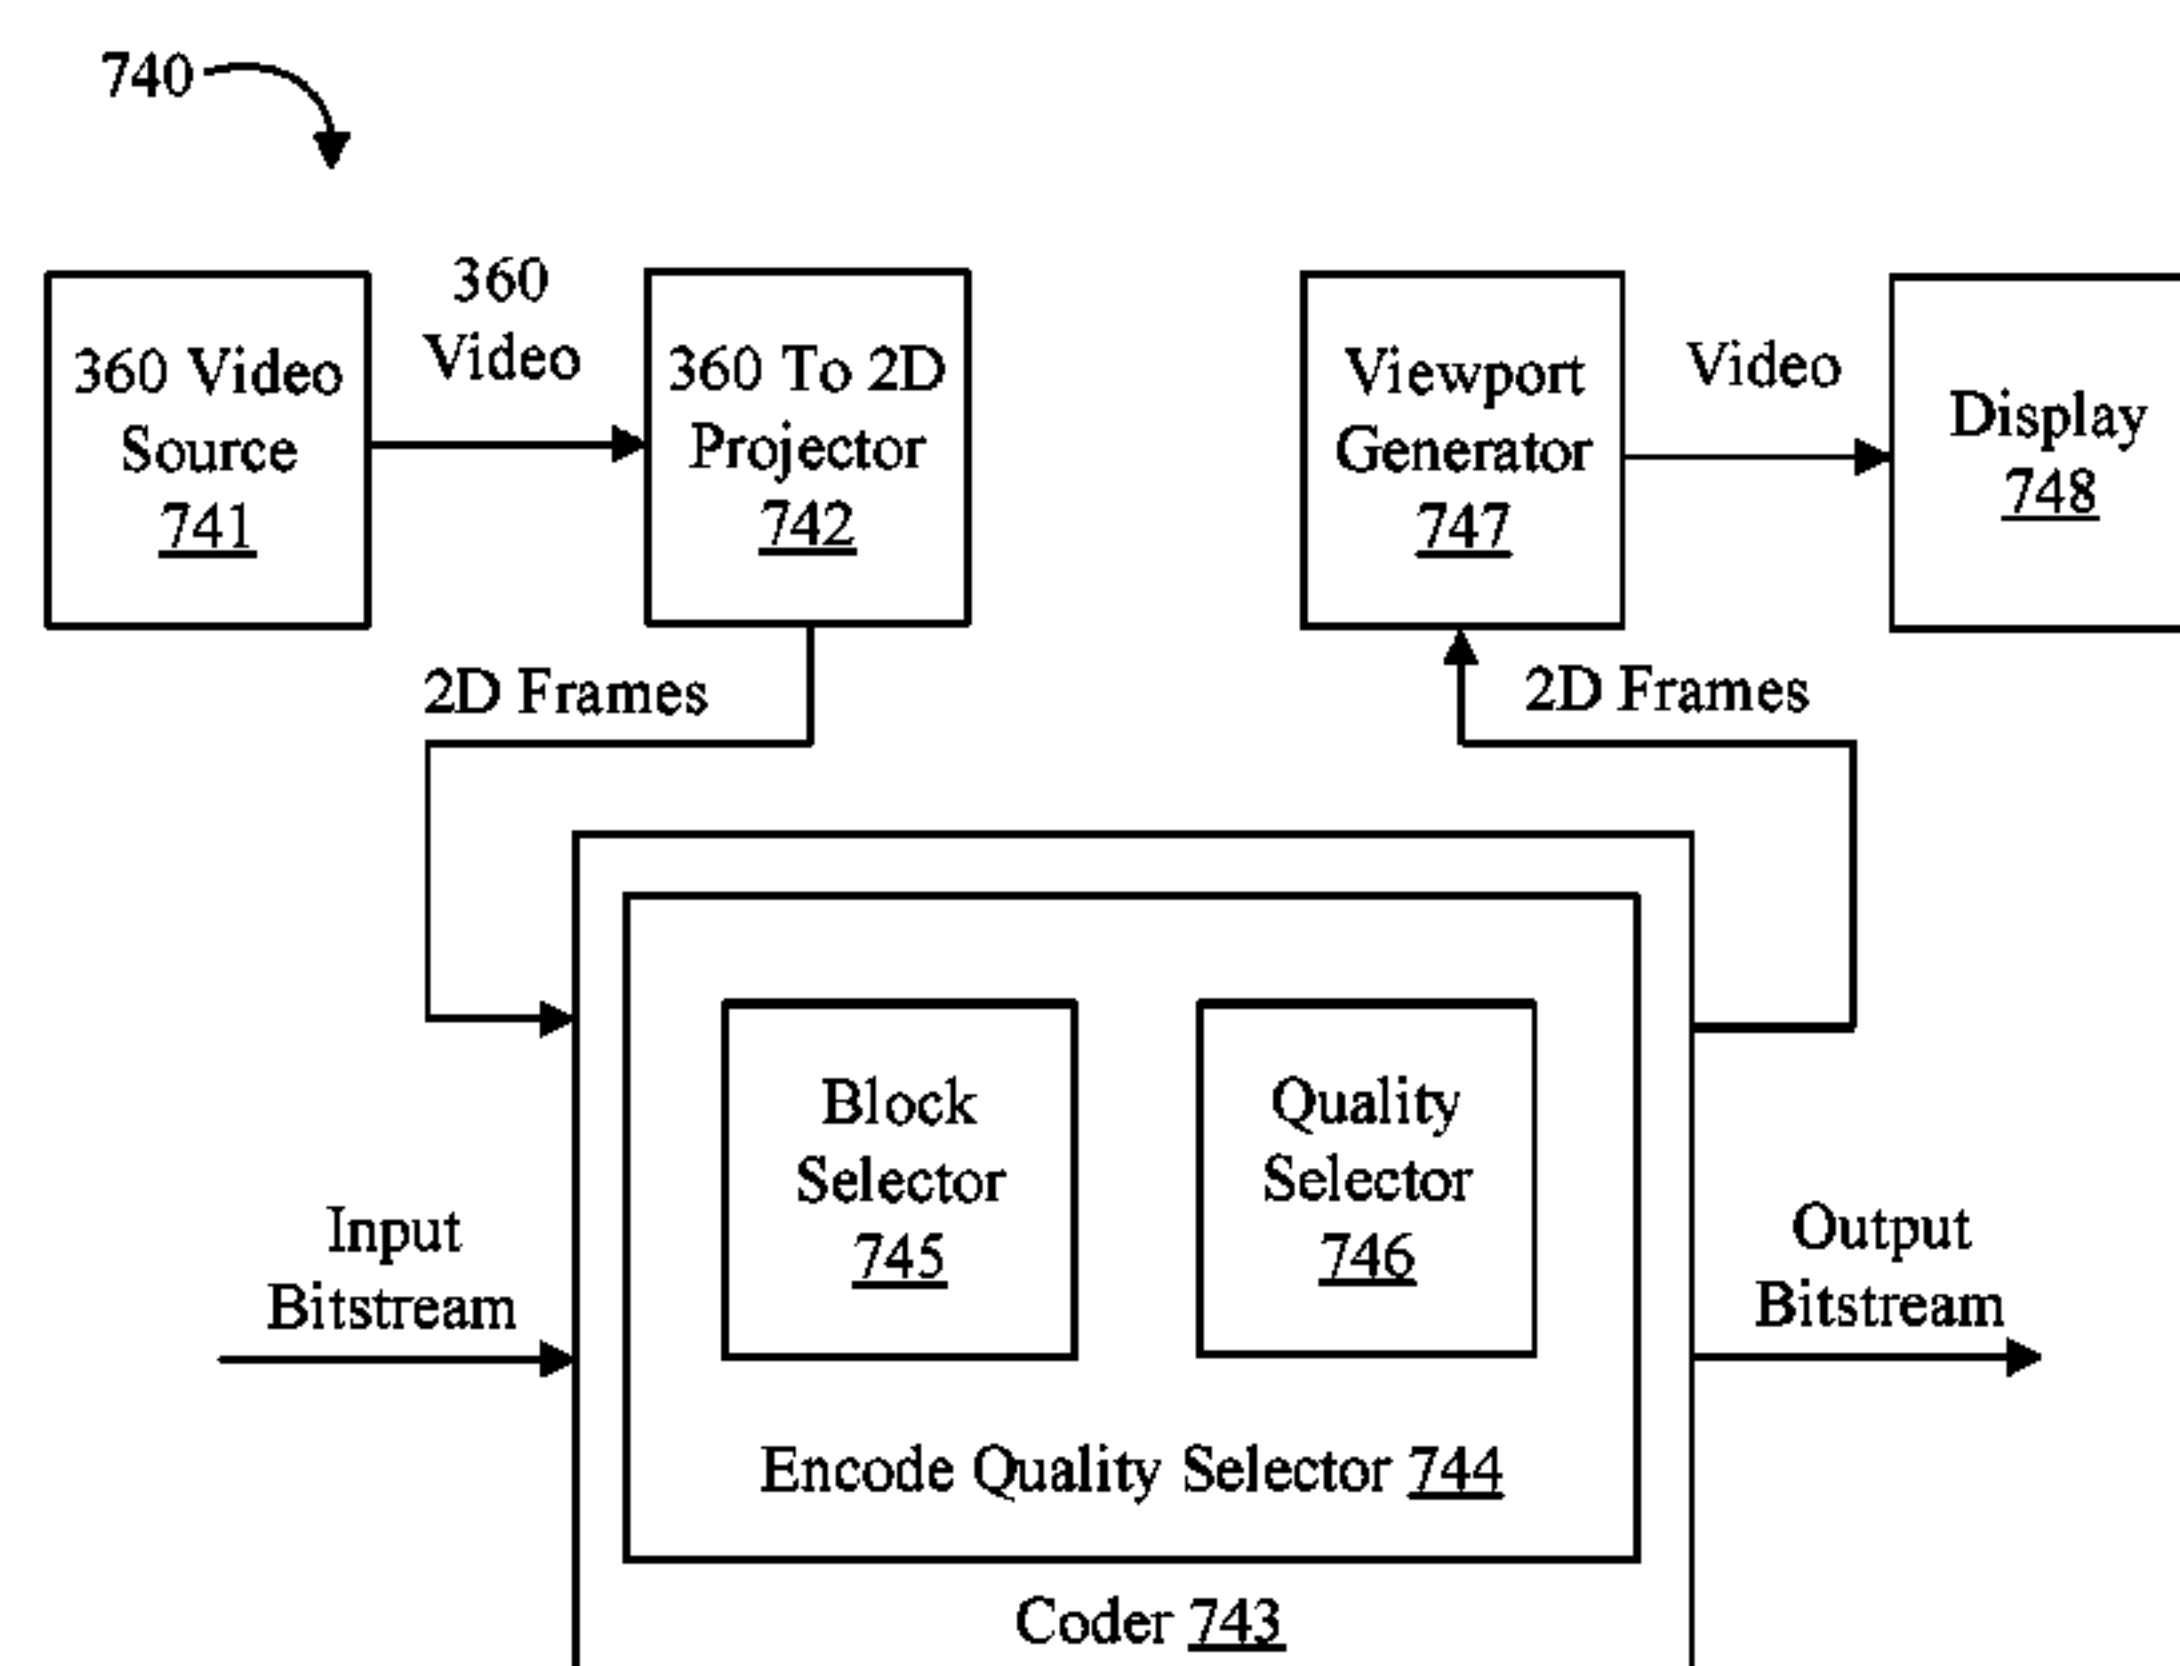 740
360 Video
Source
741
360
Video
360 To 2D
Projector
742
Viewport
Generator
747
Video
Display
748
2D Frames
2D Frames
Block
Selector
745
Quality
Selector
746
Input
Bitstream
Output
Bitstream
Encode Quality Selector 744
Coder 743